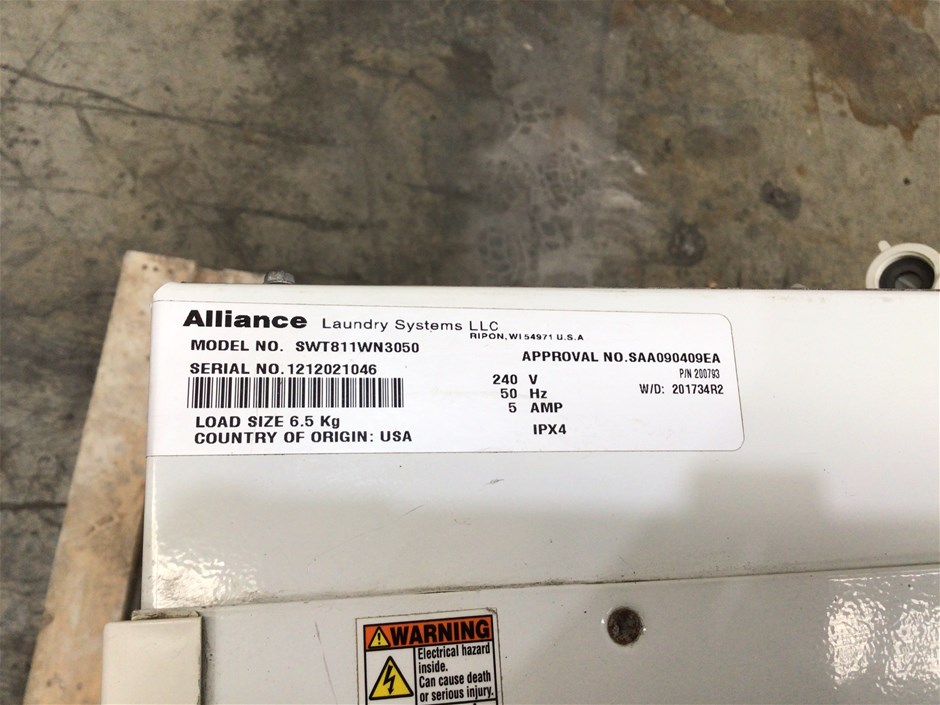 Alliance Laundry Systems LLC
RIPON, WI 54971 U.S.A
MODEL NO. SWT811WN3050
APPROVAL NO.SAA090409EA
SERIAL NO.1212021046
P/N 200793
240 V
W/D: 201734R2
50 Hz
5 AMP
LOAD SIZE 6.5 Kg
IPX4
COUNTRY OF ORIGIN: USA
WARNING
Electrical hazard
inside.
Can cause death
or serious injury.